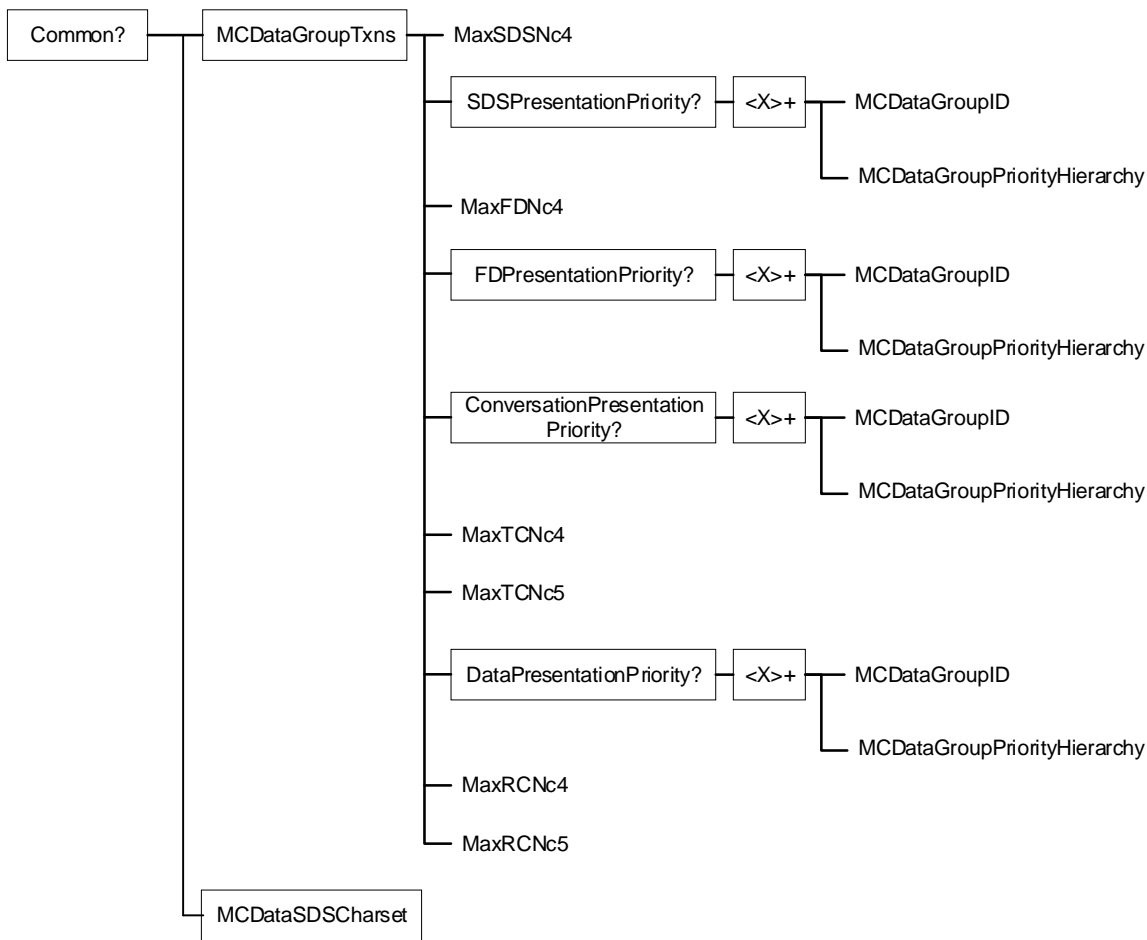 Common?
MCDataGroupTxns
MaxSDSNc4
SDSPresentationPriority?
<X>+
MCDataGroupID
MCDataGroupPriorityHierarchy
MaxFDNc4
FDPresentationPriority?
<X>+
MCDataGroupID
MCDataGroupPriorityHierarchy
ConversationPresentation
Priority?
<X>+
MCDataGroupID
MCDataGroupPriorityHierarchy
MaxTCNc4
MaxTCNc5
DataPresentationPriority?
<X>+
MCDataGroupID
MCDataGroupPriorityHierarchy
MaxRCNc4
MaxRCNc5
MCDataSDSCharset